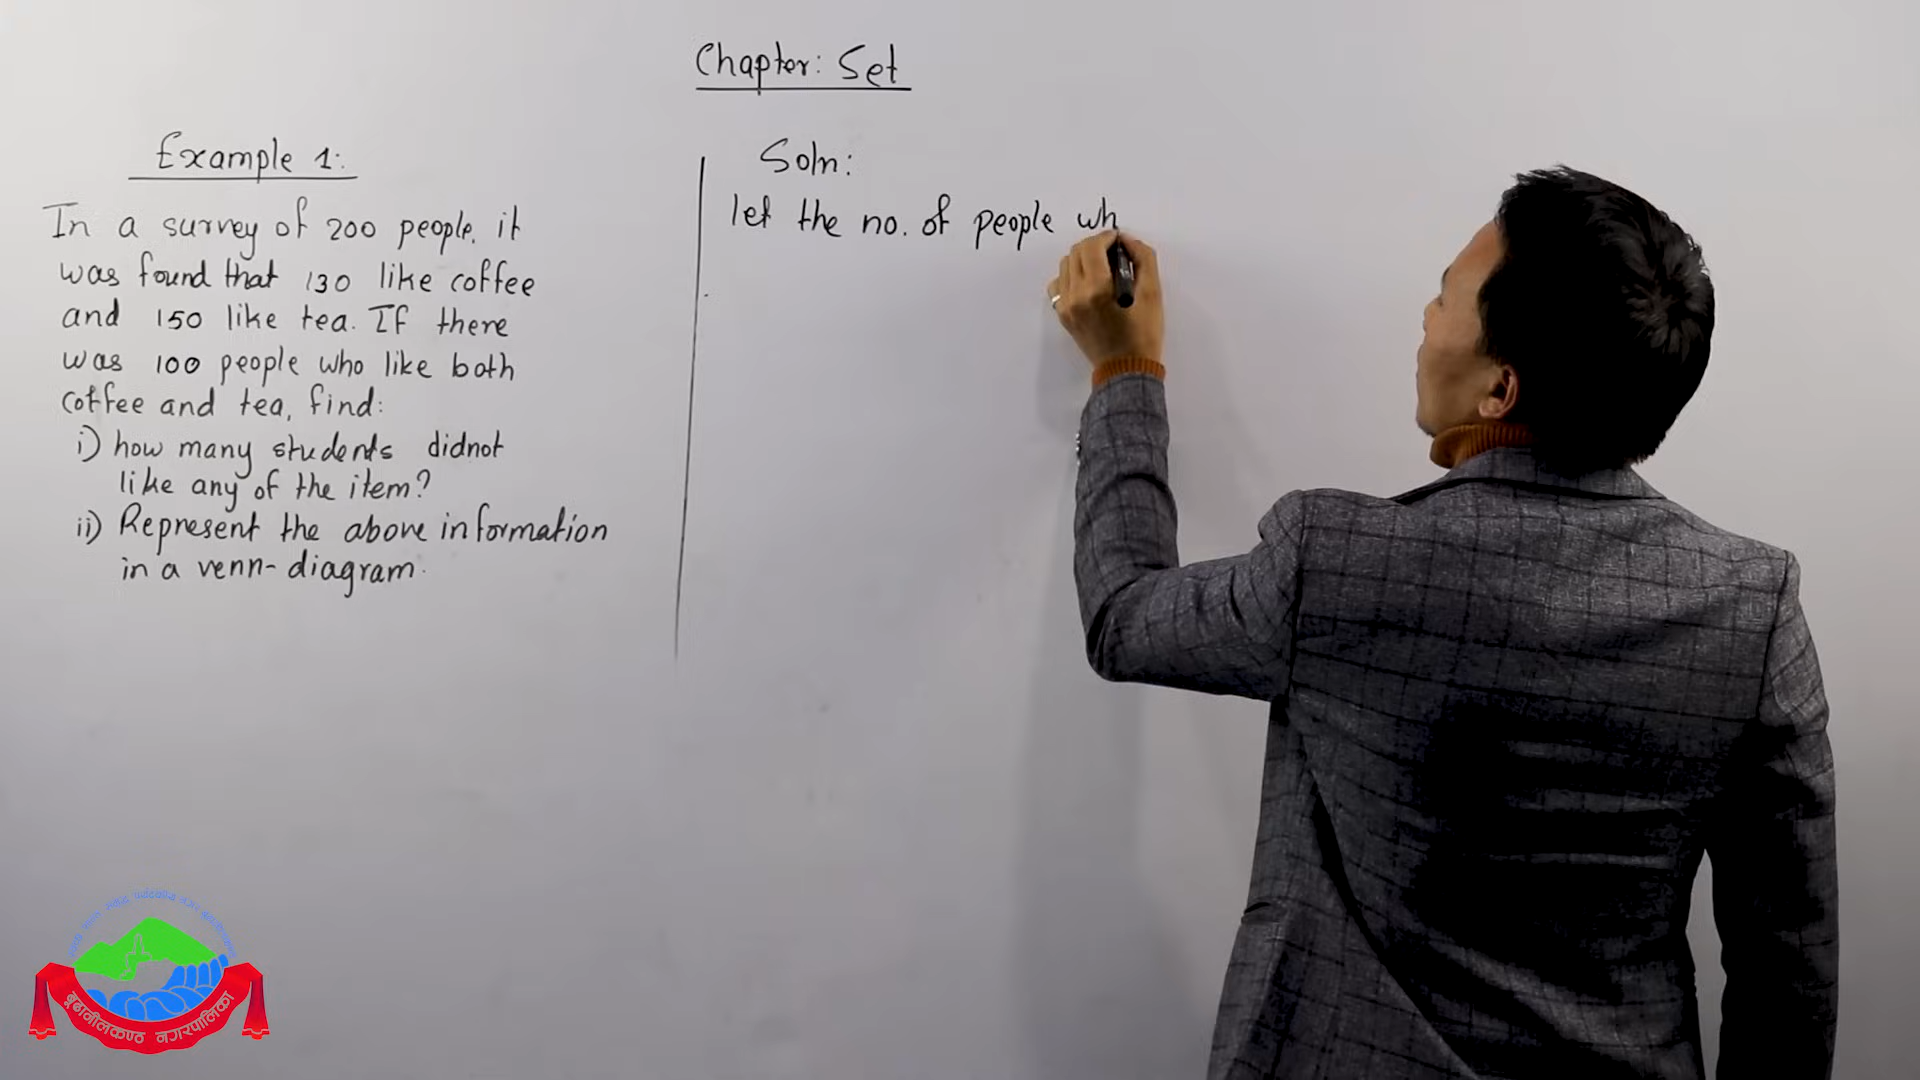 Chapter: Set
Example 1:
In a survey of 200 people, it
was found that 130 like coffee
and 150 like tea. If there
was 100 people who like both
coffee and tea, find:
i) how many students didnot
like any of the item?
ii) Represent the above information
in a venn-diagram.
Soln:
let the no. of people wh
बुढानीलकण्ठ नगरपालिका